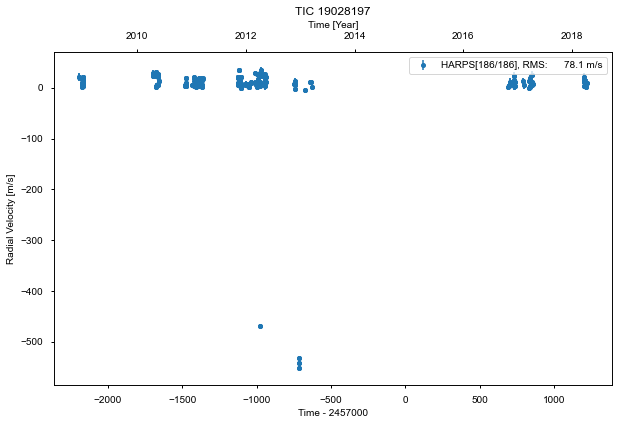 TIC 19028197
Time [Year]
2010 2012 2014 2016 2018
HARPS[186/186], RMS: 78.1 m/s
0
−100
−200
−300
−400
−500
Radial Velocity [m/s]
−2000 −1500 −1000 −500 0 500 1000
Time - 2457000